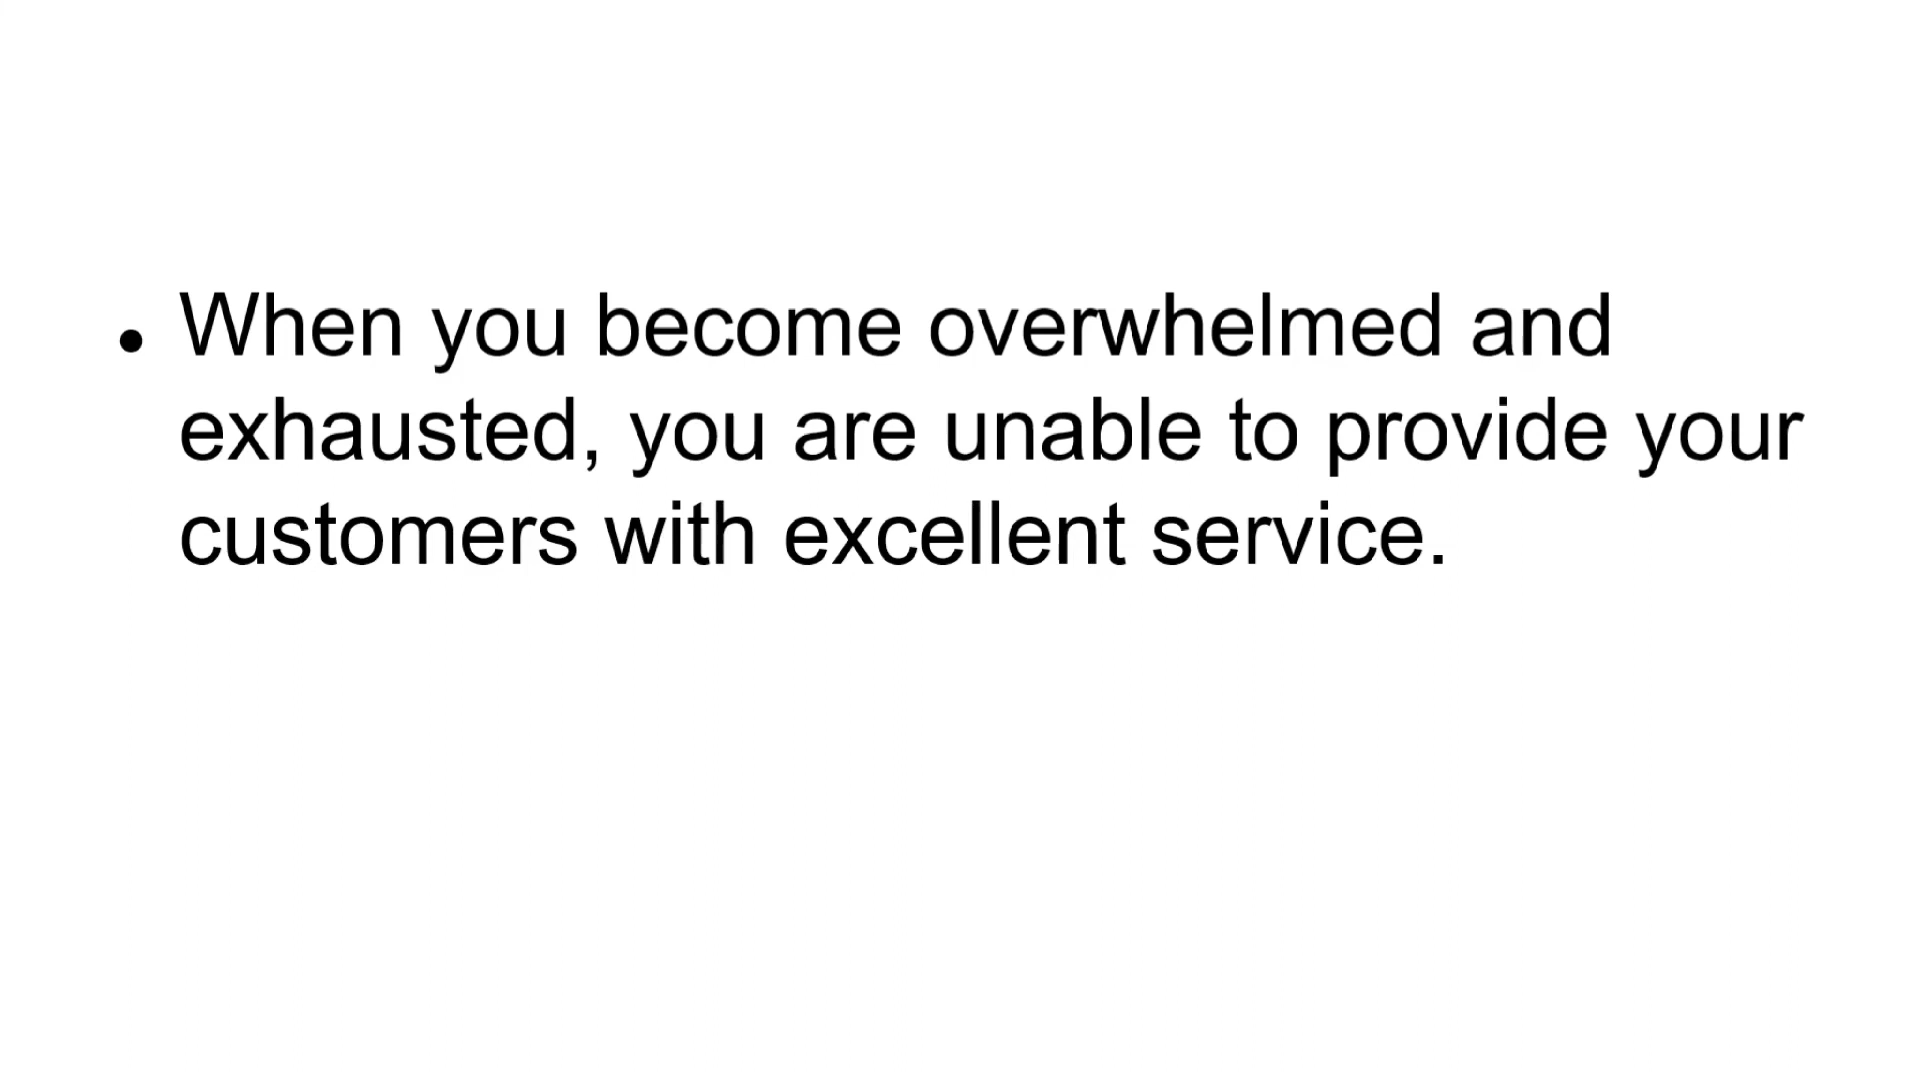 • When you become overwhelmed and
exhausted, you are unable to provide your
customers with excellent service.